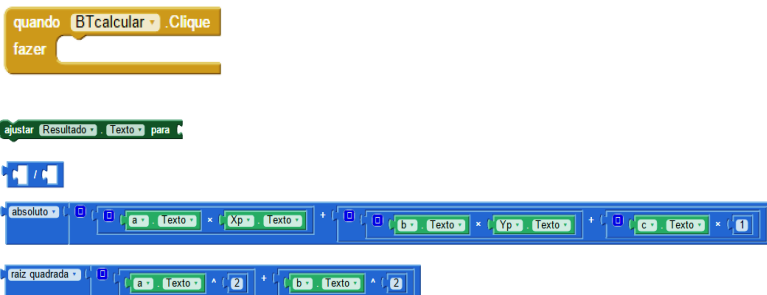 quando BTcalcular .Clique
fazer
ajustar Resultado . Texto para
/
absoluto a . Texto × Xp . Texto + b . Texto × Yp . Texto + c . Texto × 1
raiz quadrada a . Texto ^ 2 + b . Texto ^ 2